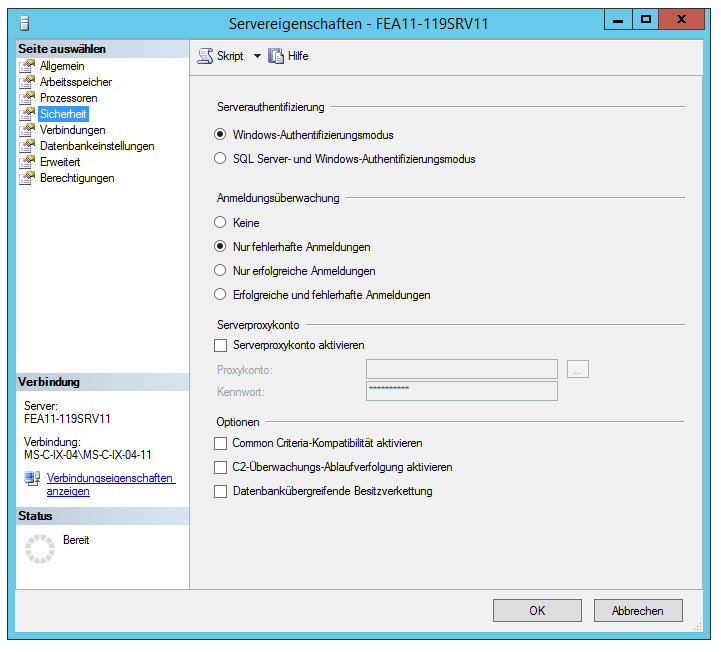 Servereigenschaften - FEA11-119SRV11
Seite auswählen
Allgemein
Arbeitsspeicher
Prozessoren
Sicherheit
Verbindungen
Datenbankeinstellungen
Erweitert
Berechtigungen
Verbindung
Server:
FEA11-119SRV11
Verbindung:
MS-C-IX-04\MS-C-IX-04-11
Verbindungseigenschaften
anzeigen
Status
Bereit
Skript
Hilfe
Serverauthentifizierung
Windows-Authentifizierungsmodus
SQL Server- und Windows-Authentifizierungsmodus
Anmeldungsüberwachung
Keine
Nur fehlerhafte Anmeldungen
Nur erfolgreiche Anmeldungen
Erfolgreiche und fehlerhafte Anmeldungen
Serverproxykonto
Serverproxykonto aktivieren
Proxykonto:
...
Kennwort: **********
Optionen
Common Criteria-Kompatibilität aktivieren
C2-Überwachungs-Ablaufverfolgung aktivieren
Datenbankübergreifende Besitzverkettung
OK
Abbrechen